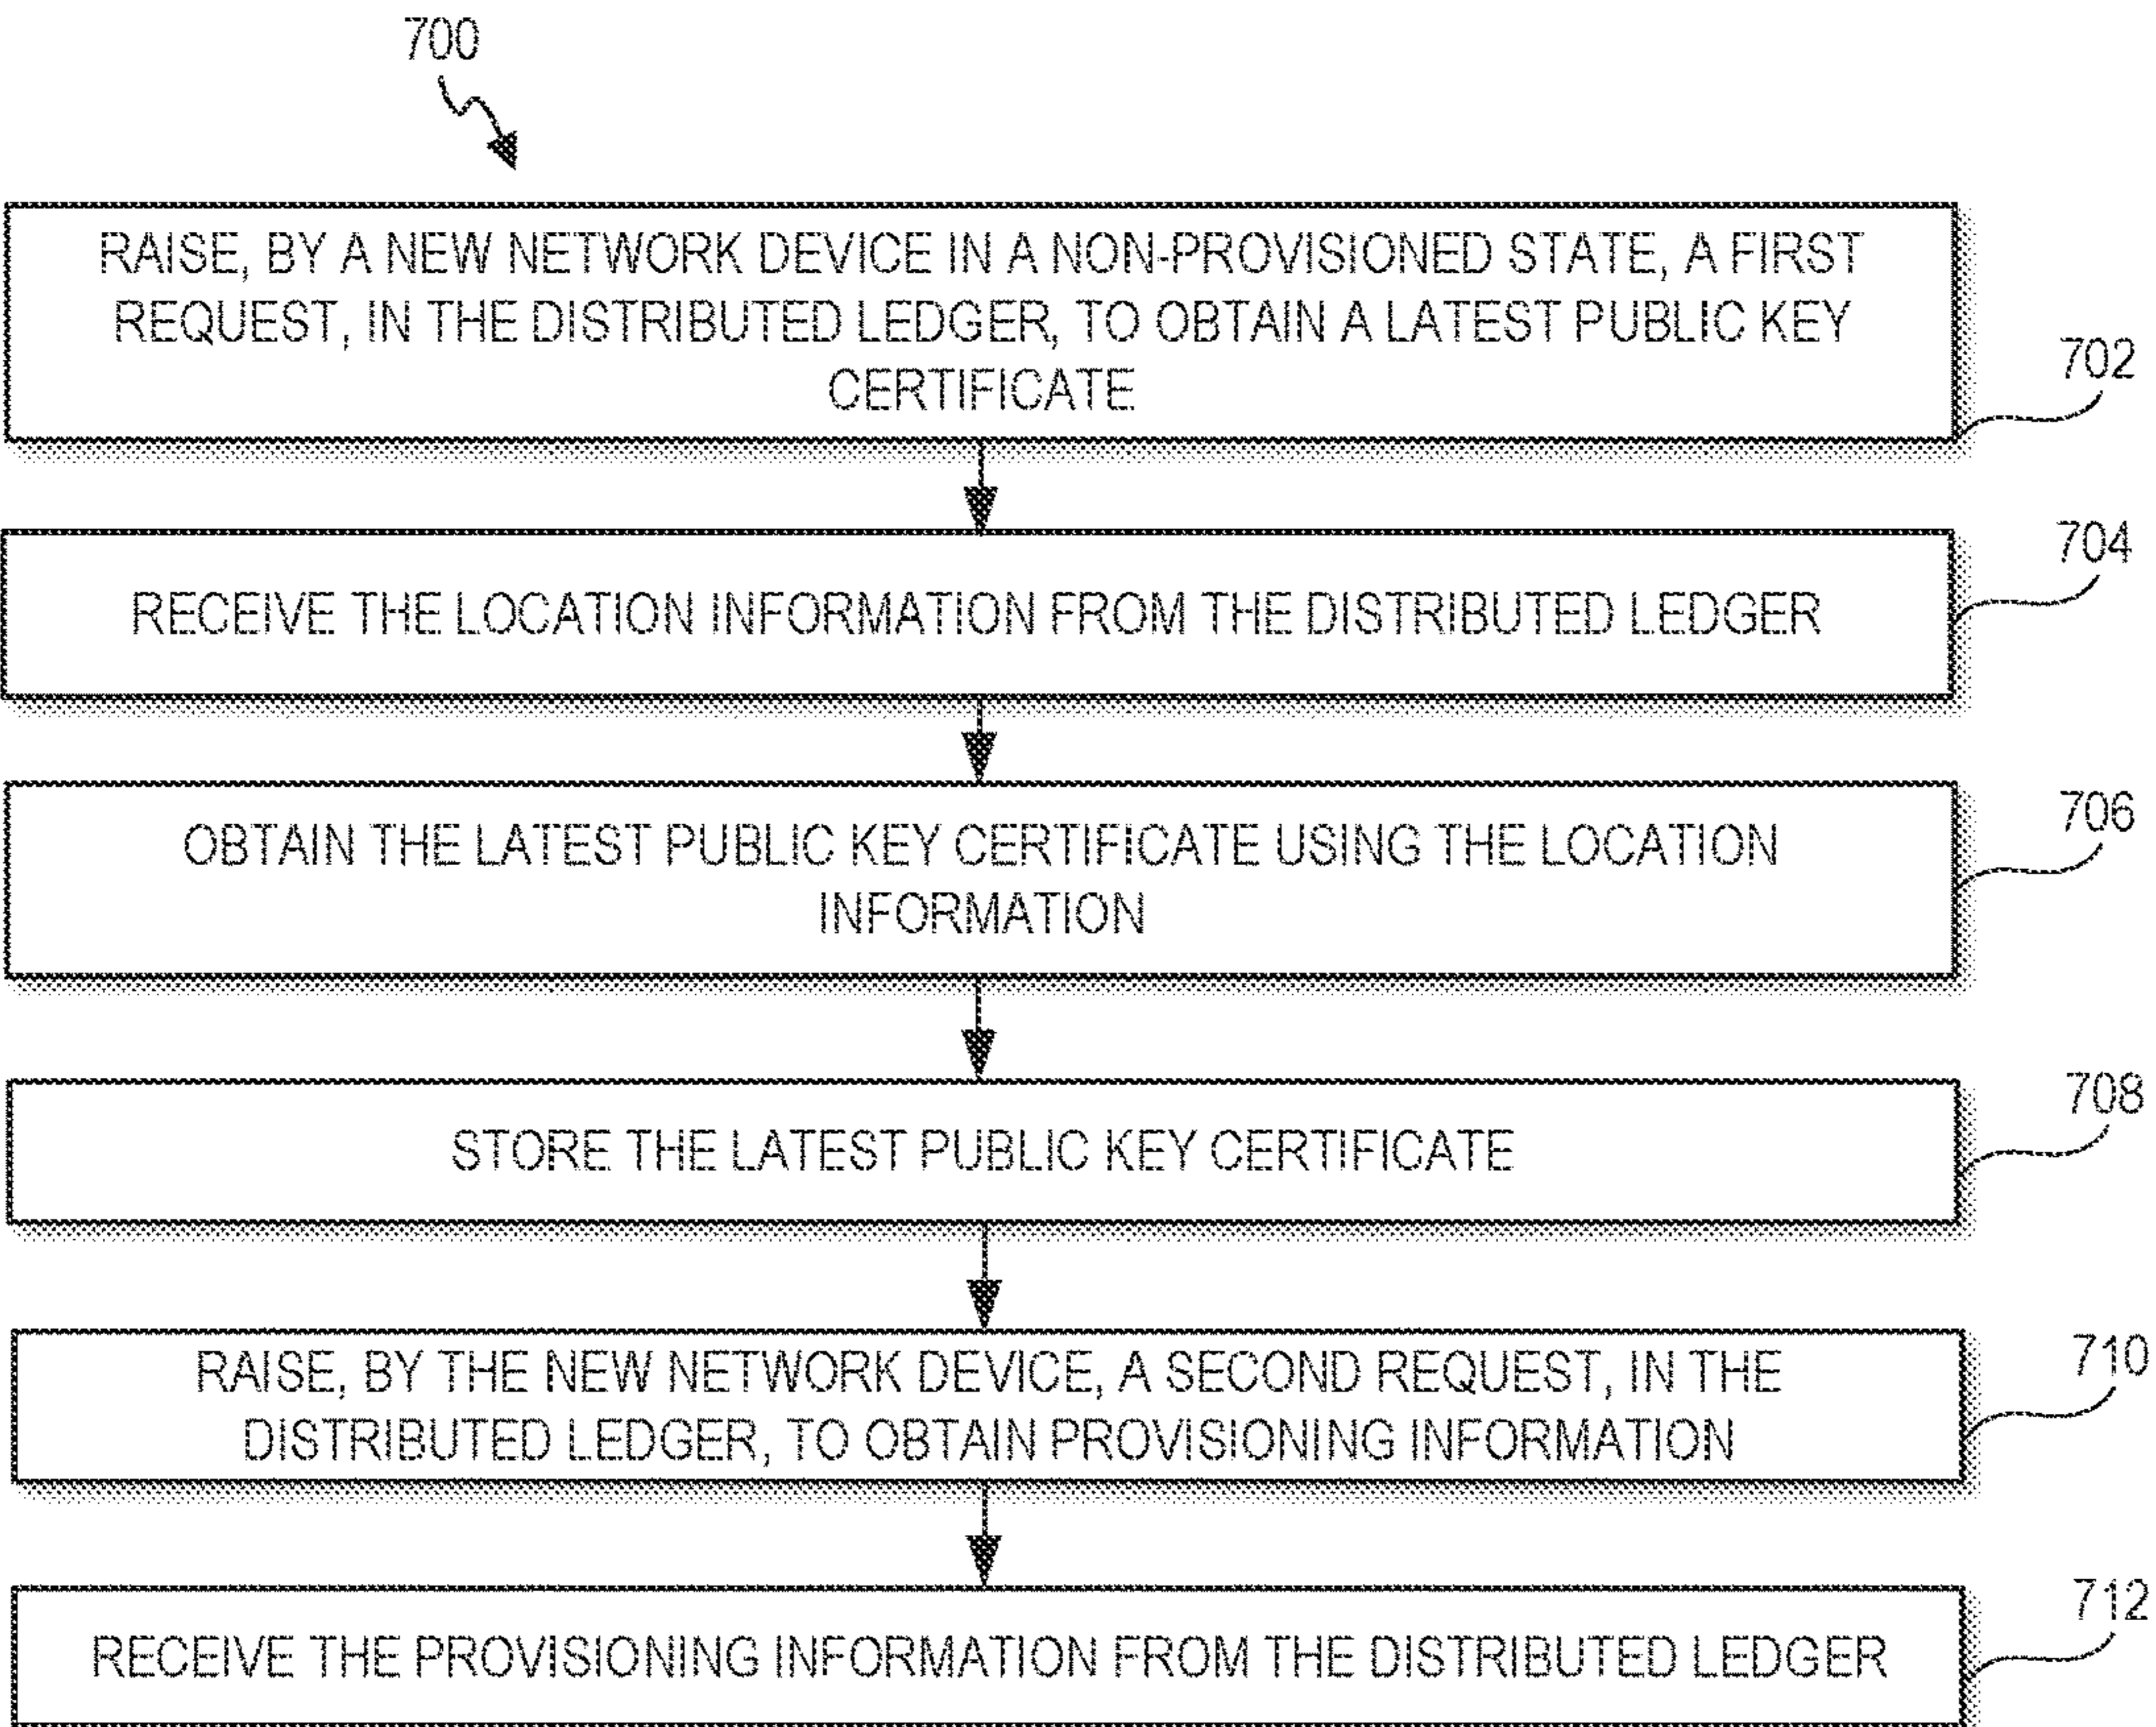 700
RAISE, BY A NEW NETWORK DEVICE IN A NON-PROVISIONED STATE, A FIRST
REQUEST, IN THE DISTRIBUTED LEDGER, TO OBTAIN A LATEST PUBLIC KEY
CERTIFICATE
702
704
RECEIVE THE LOCATION INFORMATION FROM THE DISTRIBUTED LEDGER
706
OBTAIN THE LATEST PUBLIC KEY CERTIFICATE USING THE LOCATION
INFORMATION
708
STORE THE LATEST PUBLIC KEY CERTIFICATE
710
RAISE, BY THE NEW NETWORK DEVICE, A SECOND REQUEST, IN THE
DISTRIBUTED LEDGER, TO OBTAIN PROVISIONING INFORMATION
712
RECEIVE THE PROVISIONING INFORMATION FROM THE DISTRIBUTED LEDGER